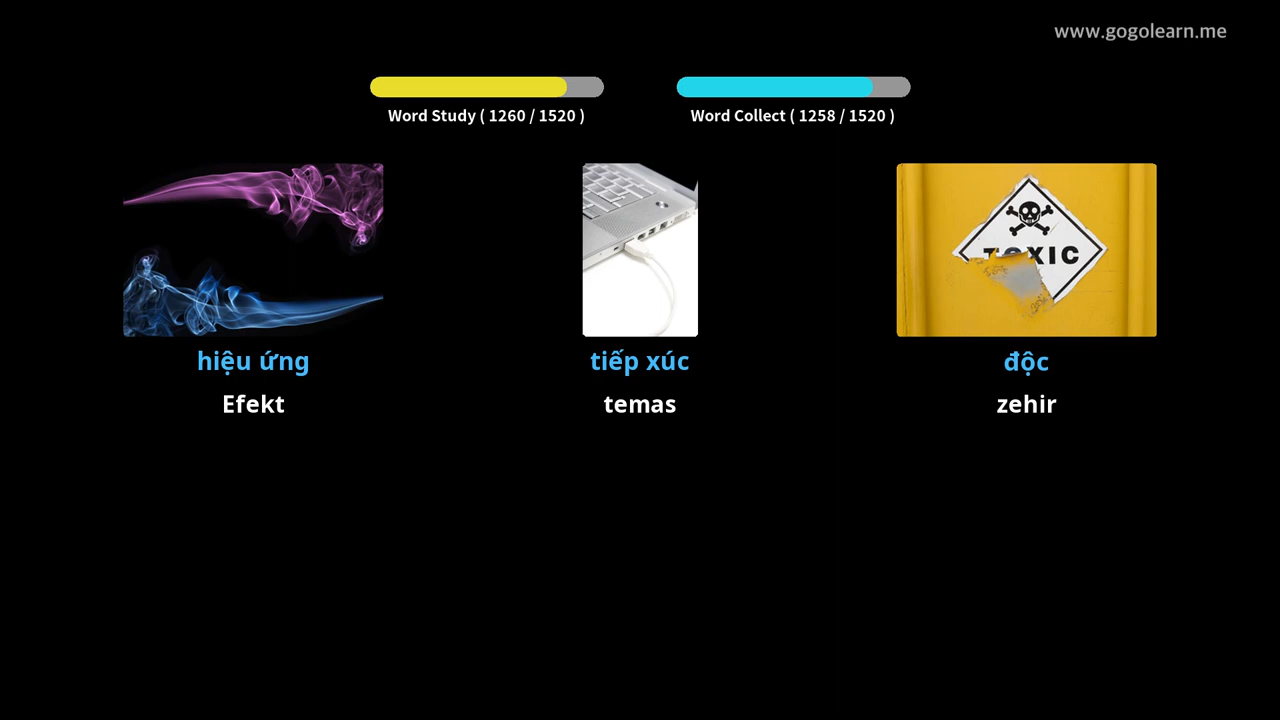 www.gogolearn.me
Word Study ( 1260 / 1520 )
Word Collect ( 1258 / 1520 )
TOXIC
hiệu ứng
tiếp xúc
độc
Efekt
temas
zehir